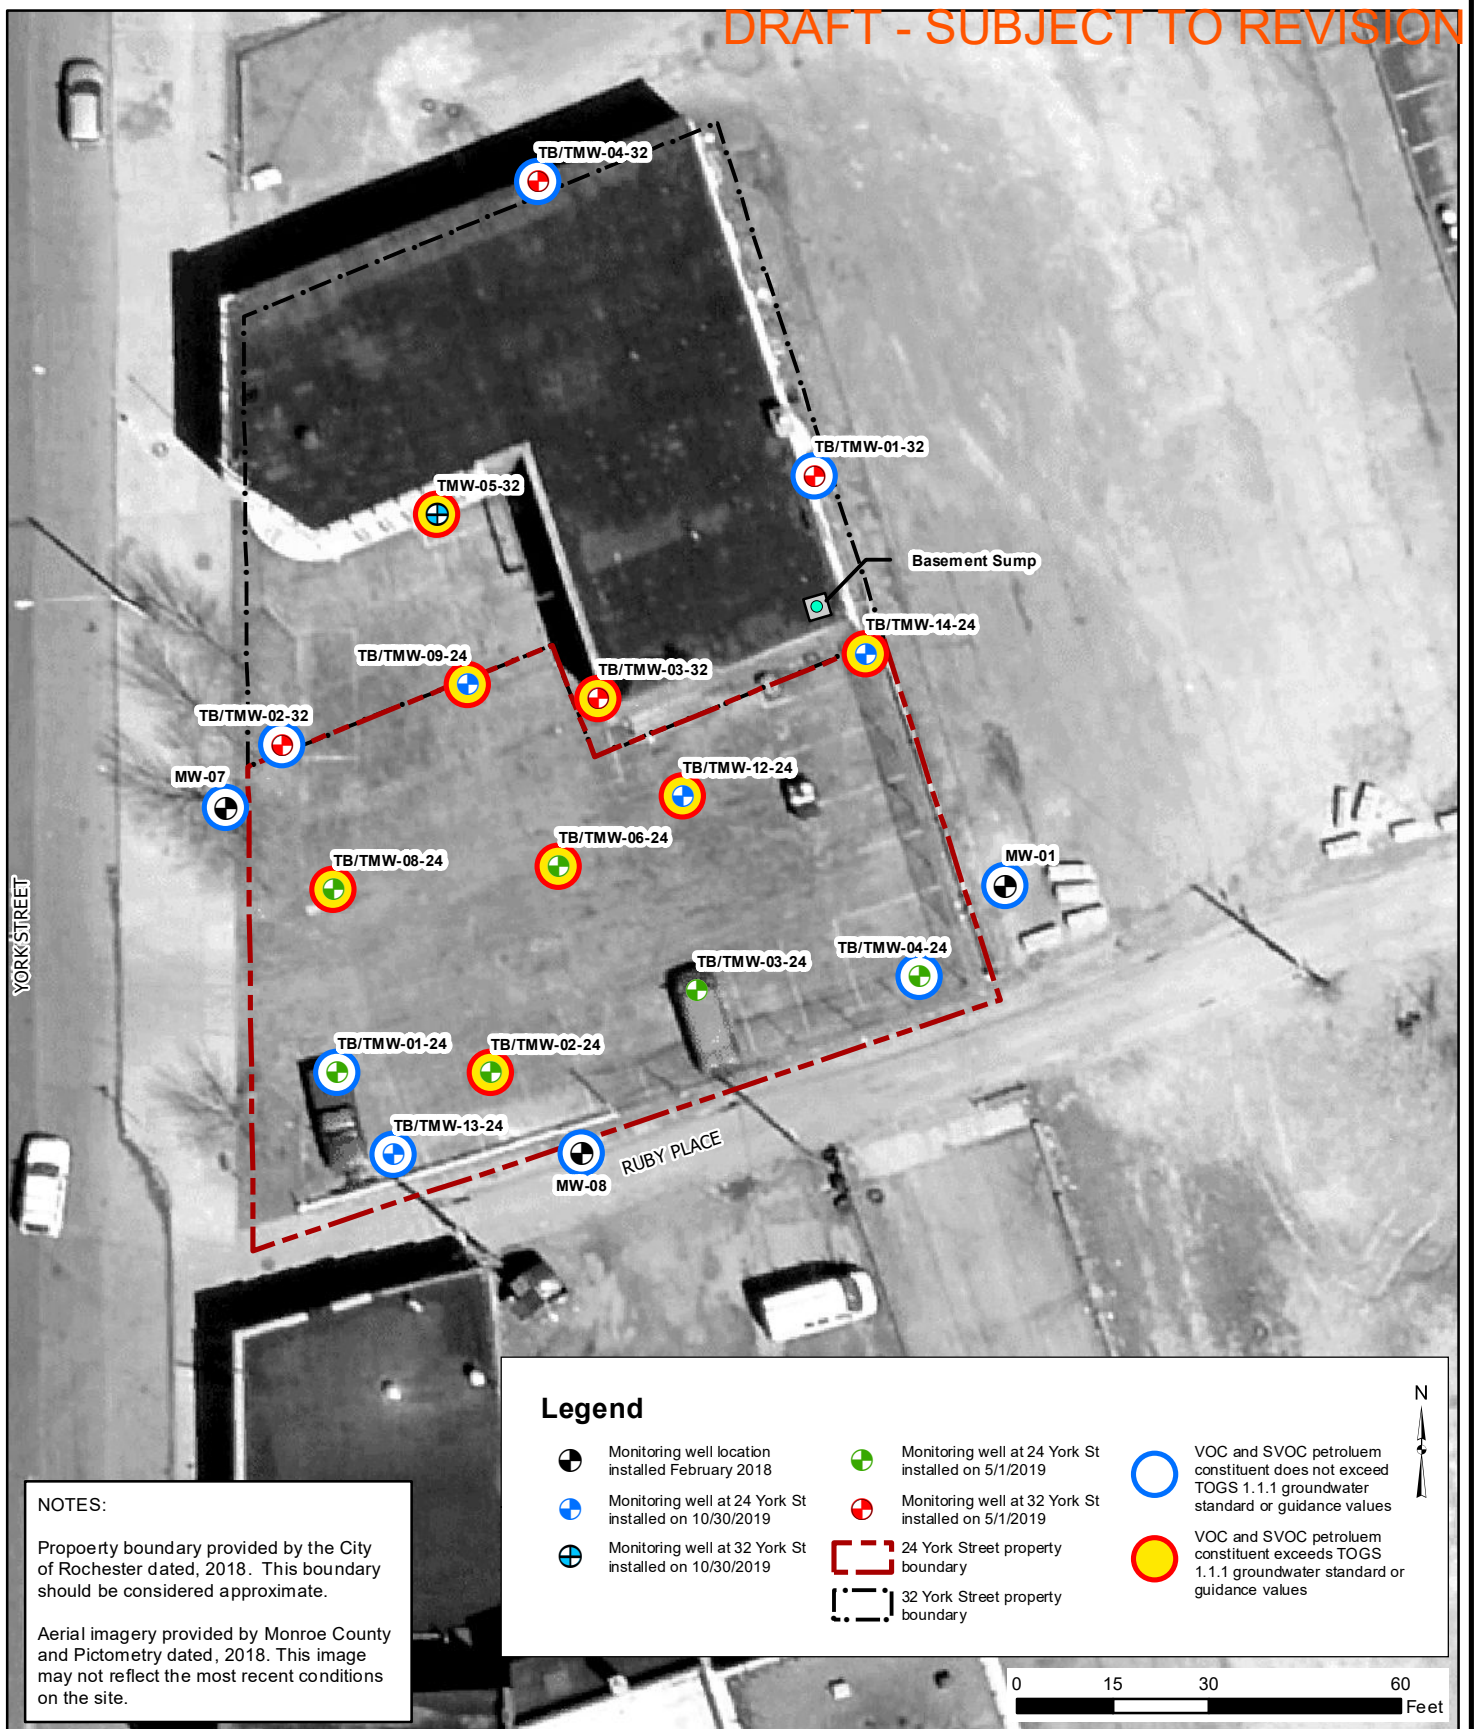 DRAFT - SUBJECT TO REVISION
TB/TMW-04-32
TB/TMW-01-32
TMW-05-32
Basement Sump
TB/TMW-14-24
TB/TMW-09-24
TB/TMW-03-32
TB/TMW-02-32
TB/TMW-12-24
MW-07
TB/TMW-06-24
TB/TMW-08-24
MW-01
YORK STREET
TB/TMW-04-24
TB/TMW-03-24
TB/TMW-01-24
TB/TMW-02-24
TB/TMW-13-24
RUBY PLACE
MW-08
Legend
N
Monitoring well location
installed February 2018
Monitoring well at 24 York St
installed on 10/30/2019
Monitoring well at 32 York St
installed on 10/30/2019
Monitoring well at 24 York St
installed on 5/1/2019
Monitoring well at 32 York St
installed on 5/1/2019
24 York Street property
boundary
32 York Street property
boundary
VOC and SVOC petroluem
constituent does not exceed
TOGS 1.1.1 groundwater
standard or guidance values
VOC and SVOC petroluem
constituent exceeds TOGS
1.1.1 groundwater standard or
guidance values
NOTES:
Propoerty boundary provided by the City
of Rochester dated, 2018. This boundary
should be considered approximate.
Aerial imagery provided by Monroe County
and Pictometry dated, 2018. This image
may not reflect the most recent conditions
on the site.
0 15 30 60
Feet